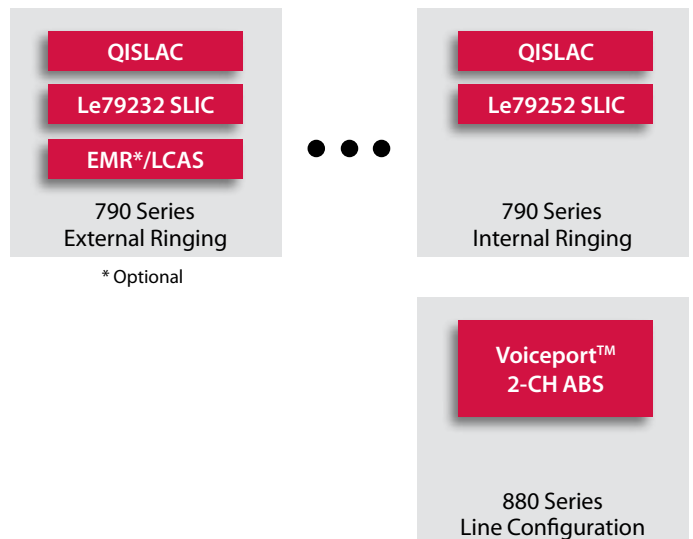 QISLAC
Le79232 SLIC
EMR*/LCAS
790 Series
External Ringing
* Optional
QISLAC
Le79252 SLIC
790 Series
Internal Ringing
Voiceport™
2-CH ABS
880 Series
Line Configuration